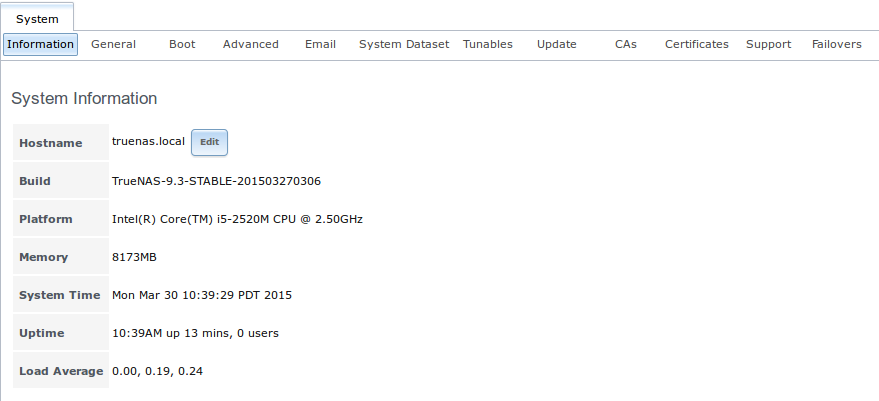 System
Information General Boot Advanced Email System Dataset Tunables Update CAs Certificates Support Failovers
System Information
Hostname truenas.local Edit
Build TrueNAS-9.3-STABLE-201503270306
Platform Intel(R) Core(TM) i5-2520M CPU @ 2.50GHz
Memory 8173MB
System Time Mon Mar 30 10:39:29 PDT 2015
Uptime 10:39AM up 13 mins, 0 users
Load Average 0.00, 0.19, 0.24